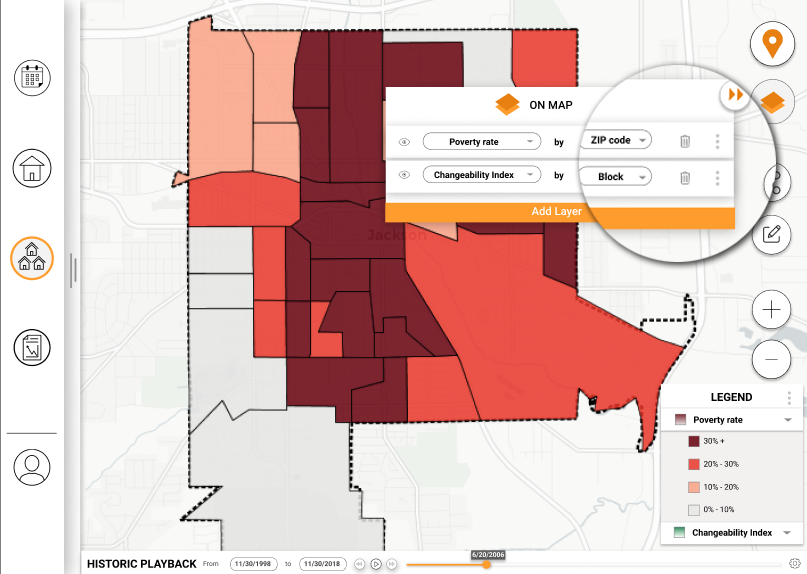 ON MAP
Poverty rate by ZIP code
Changeability Index by Block
Add Layer
Jackson
LEGEND
Poverty rate
30% +
20% - 30%
10% - 20%
0% - 10%
Changeability Index
6/20/2006
HISTORIC PLAYBACK From 11/30/1998 to 11/30/2018